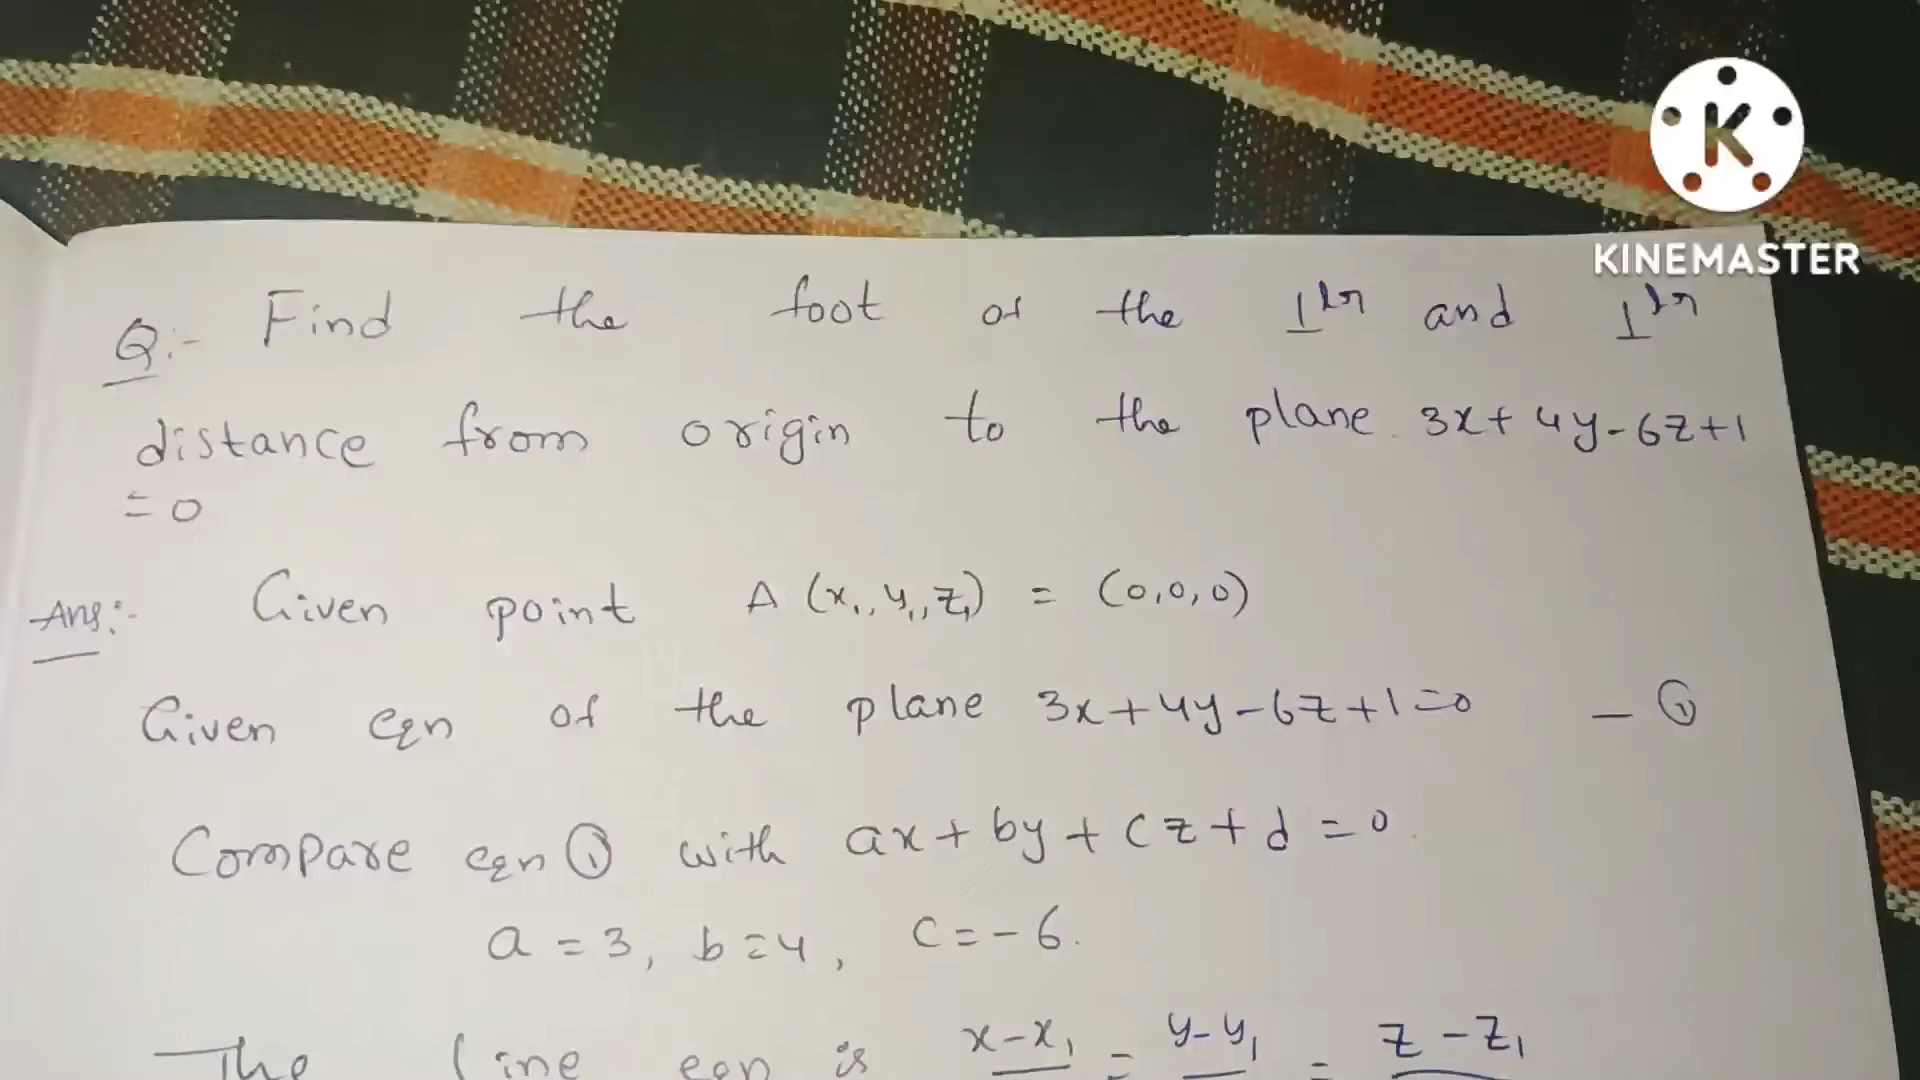 KINEMASTER
Q:- Find the foot of the ⊥lr and ⊥lr
distance from origin to the plane 3x+4y-6z+1
=0
Ans:- Given point A (x₁,y₁,z₁) = (0,0,0)
Given eqn of the plane 3x+4y-6z+1=0 — ①
Compare eqn ① with ax+by+cz+d=0
a=3, b=4, c=-6.
The line eqn is x-x₁ = y-y₁ = z-z₁